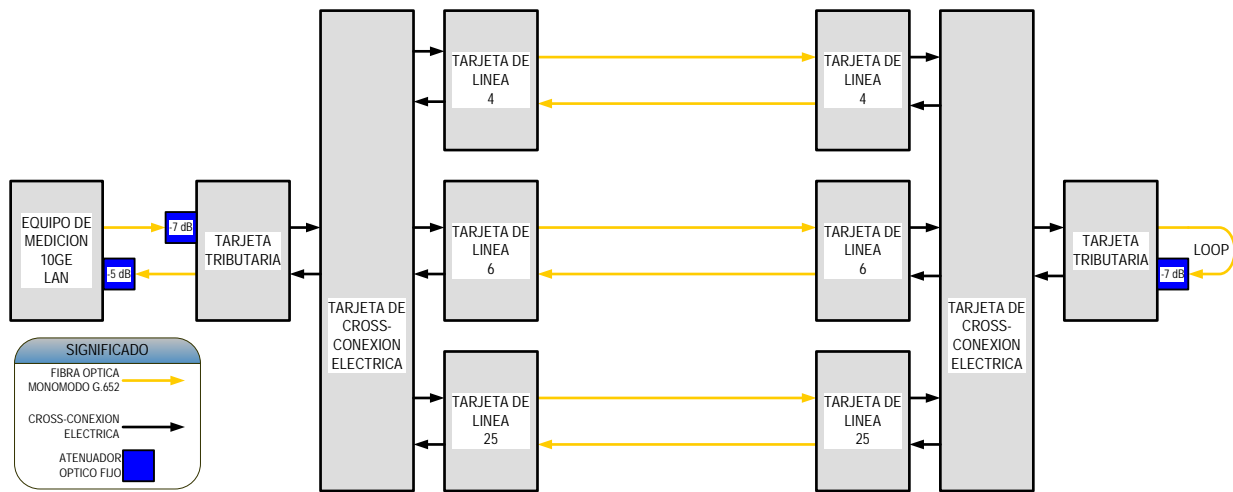 TARJETA DE
LINEA
4
TARJETA DE
LINEA
4
EQUIPO DE
MEDICION
10GE
LAN
-7 dB
-5 dB
TARJETA
TRIBUTARIA
TARJETA DE
CROSS-
CONEXION
ELECTRICA
TARJETA DE
LINEA
6
TARJETA DE
LINEA
6
TARJETA DE
CROSS-
CONEXION
ELECTRICA
TARJETA
TRIBUTARIA
LOOP
-7 dB
TARJETA DE
LINEA
25
TARJETA DE
LINEA
25
SIGNIFICADO
FIBRA OPTICA
MONOMODO G.652
CROSS-CONEXION
ELECTRICA
ATENUADOR
OPTICO FIJO